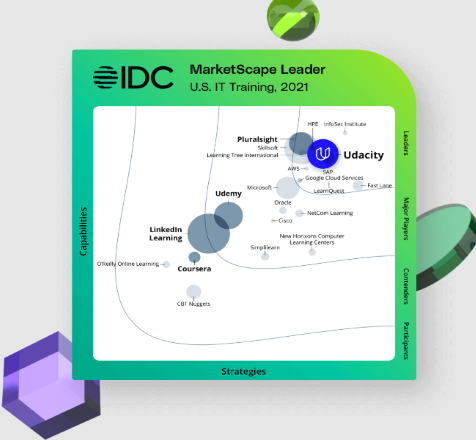 IDC
MarketScape Leader
U.S. IT Training, 2021
HPE
InfoSec Institute
Pluralsight
Skillsoft
Learning Tree International
Udacity
SAP
AWS
Google Cloud Services
Microsoft
LearnQuest
Fast Lane
Udemy
Oracle
NetCom Learning
Cisco
LinkedIn
Learning
New Horizons Computer
Learning Centers
Simplilearn
O'Reilly Online Learning
Coursera
CBT Nuggets
Capabilities
Strategies
Leaders
Major Players
Contenders
Participants